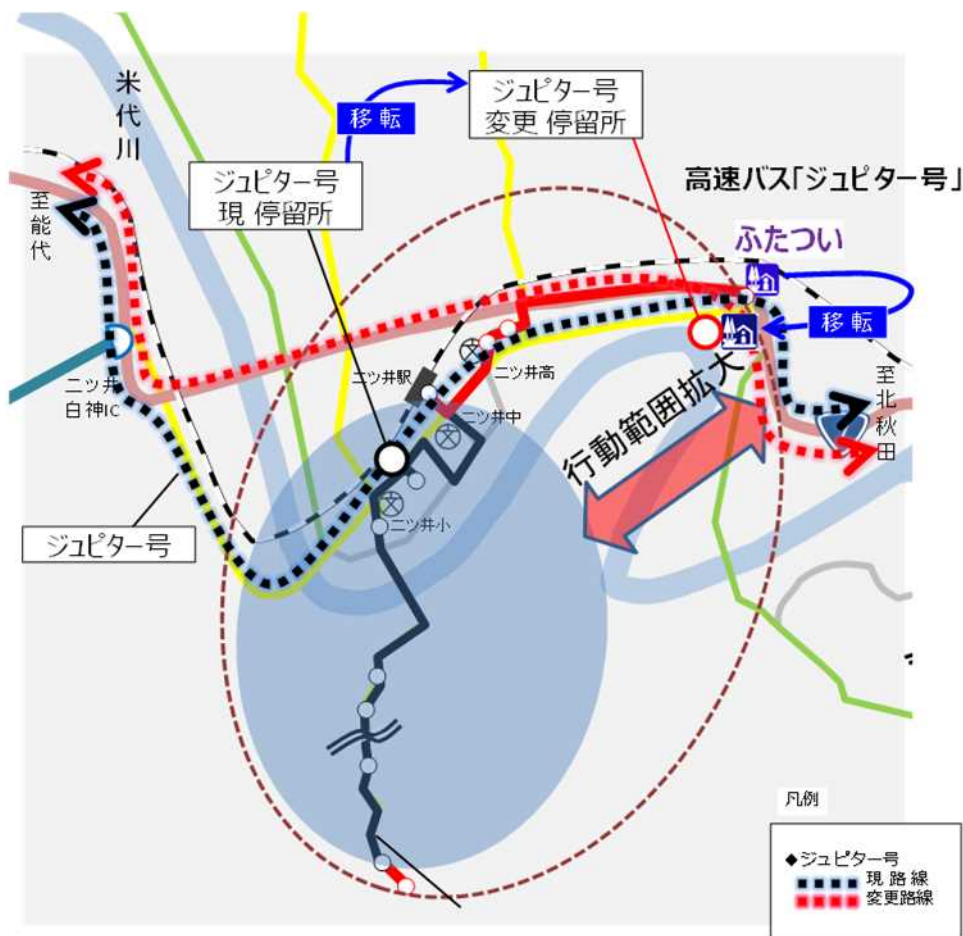 米
代
川
移 転
ジュピター号
変更 停留所
ジュピター号
現 停留所
高速バス「ジュピター号」
ふたつい
至
能
代
移 転
二ツ井
白神IC
二ツ井駅
文
二ツ井高
文
二ツ井中
文
二ツ井小
行動範囲拡大
至
北
秋
田
ジュピター号
凡例
◆ジュピター号
現 路 線
変更路線